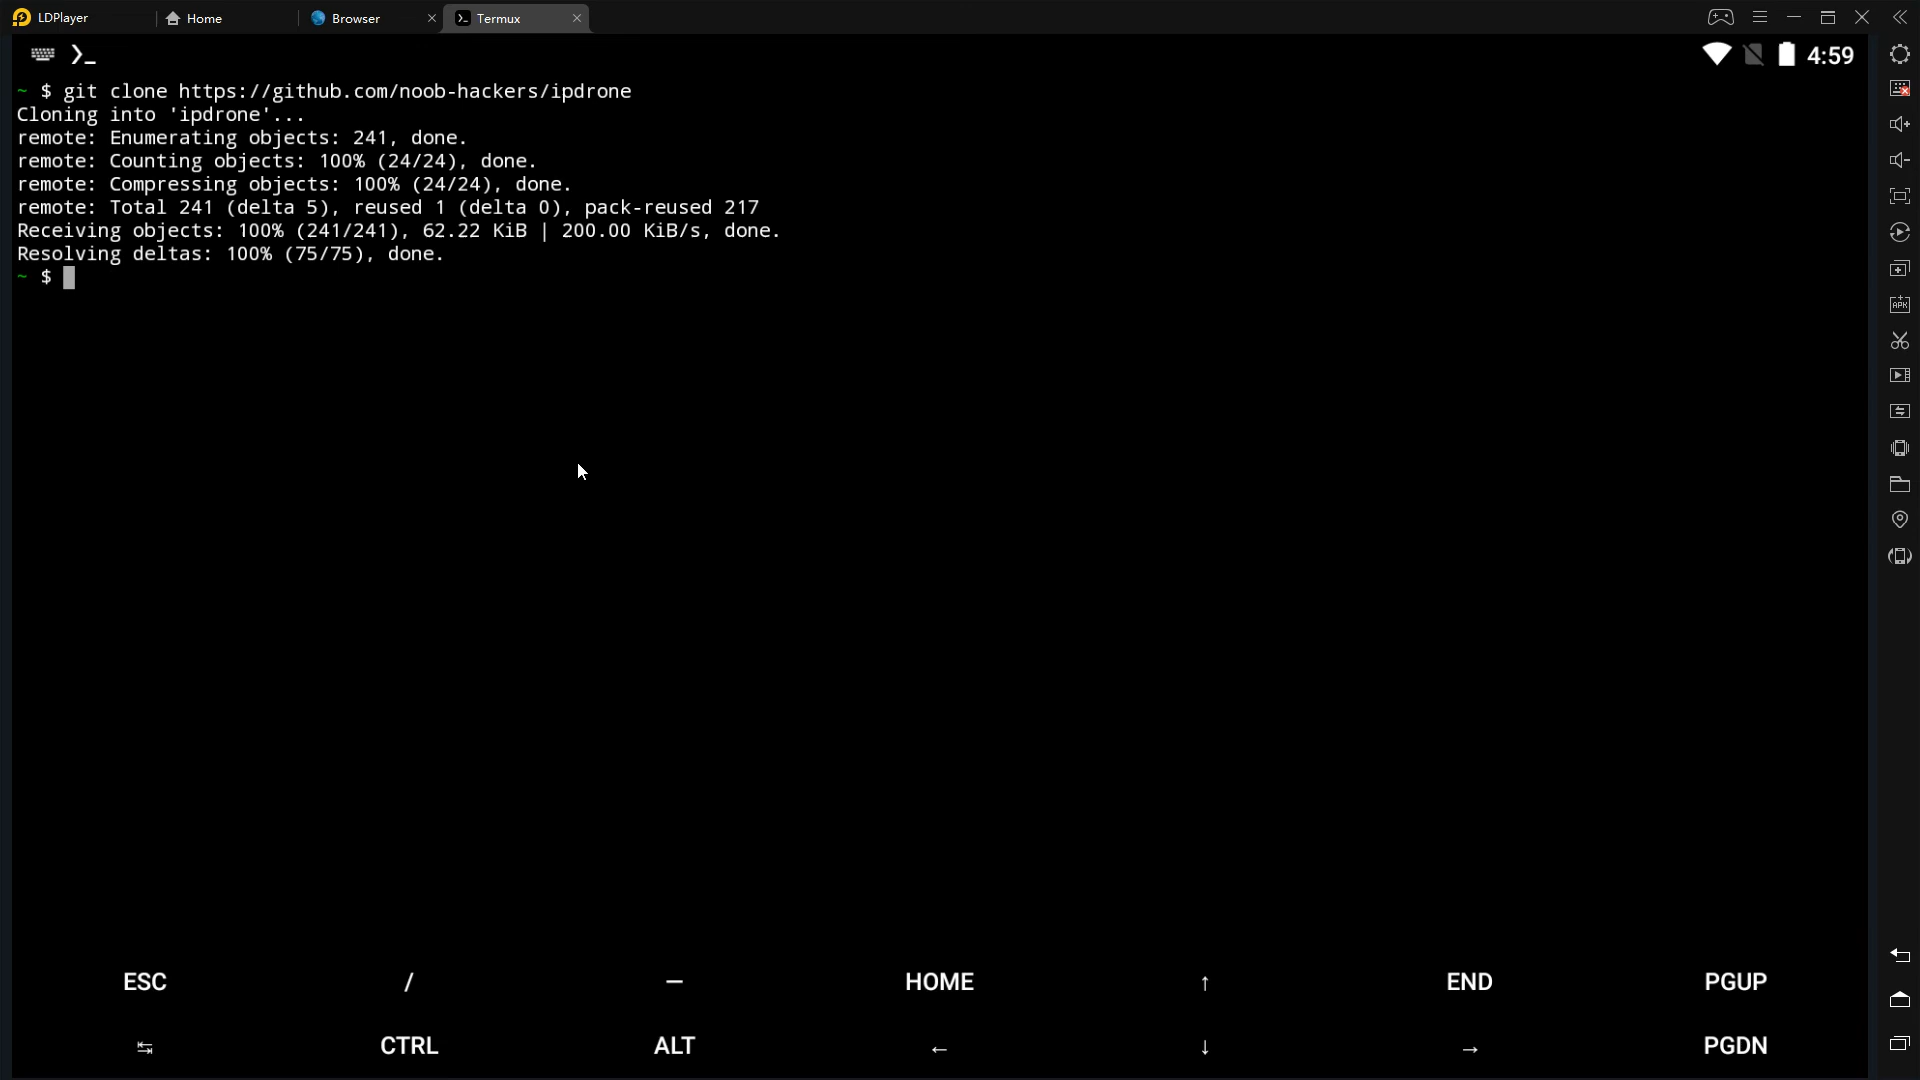 LDPlayer Home Browser Termux
4:59
~ $ git clone https://github.com/noob-hackers/ipdrone
Cloning into 'ipdrone'...
remote: Enumerating objects: 241, done.
remote: Counting objects: 100% (24/24), done.
remote: Compressing objects: 100% (24/24), done.
remote: Total 241 (delta 5), reused 1 (delta 0), pack-reused 217
Receiving objects: 100% (241/241), 62.22 KiB | 200.00 KiB/s, done.
Resolving deltas: 100% (75/75), done.
~ $
APK
ESC / — HOME ↑ END PGUP
↹ CTRL ALT ← ↓ → PGDN